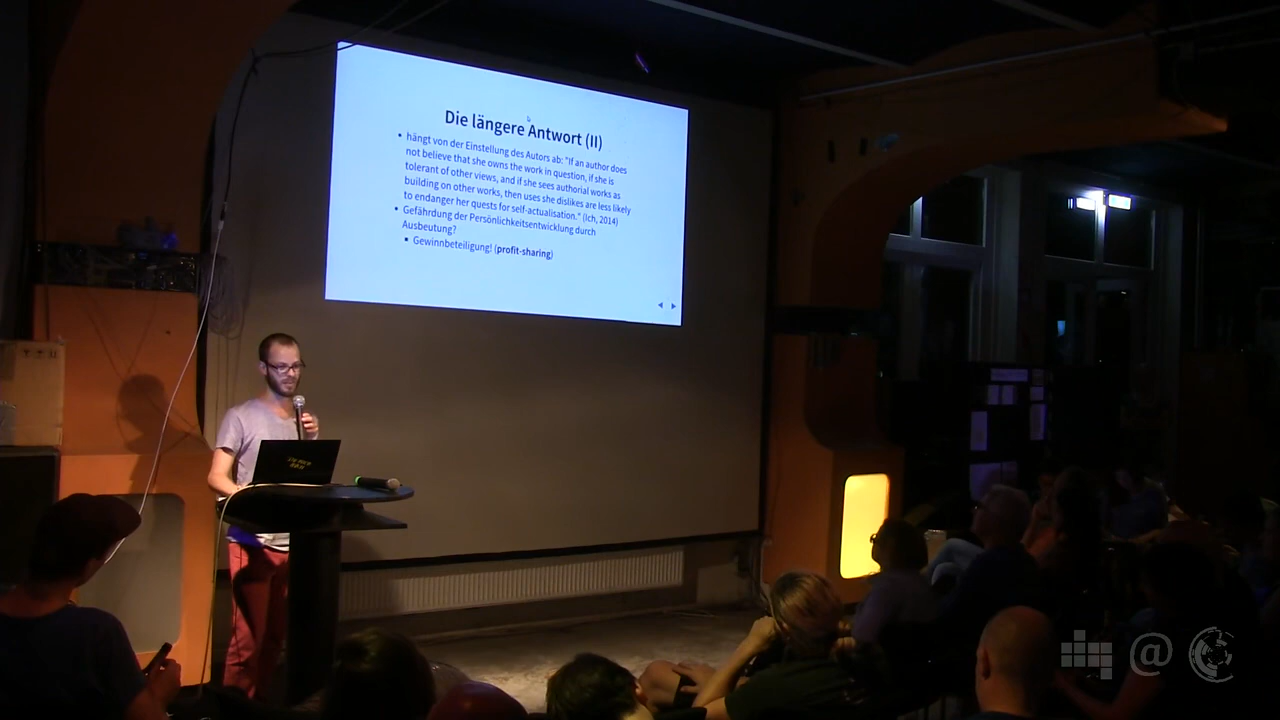 Die längere Antwort (II)
• hängt von der Einstellung des Autors ab: "If an author does
not believe that she owns the work in question, if she is
tolerant of other views, and if she sees authorial works as
building on other works, then uses she dislikes are less likely
to endanger her quests for self-actualisation." (Ich, 2014)
• Gefährdung der Persönlichkeitsentwicklung durch
Ausbeutung?
▪ Gewinnbeteiligung! (profit-sharing)
@